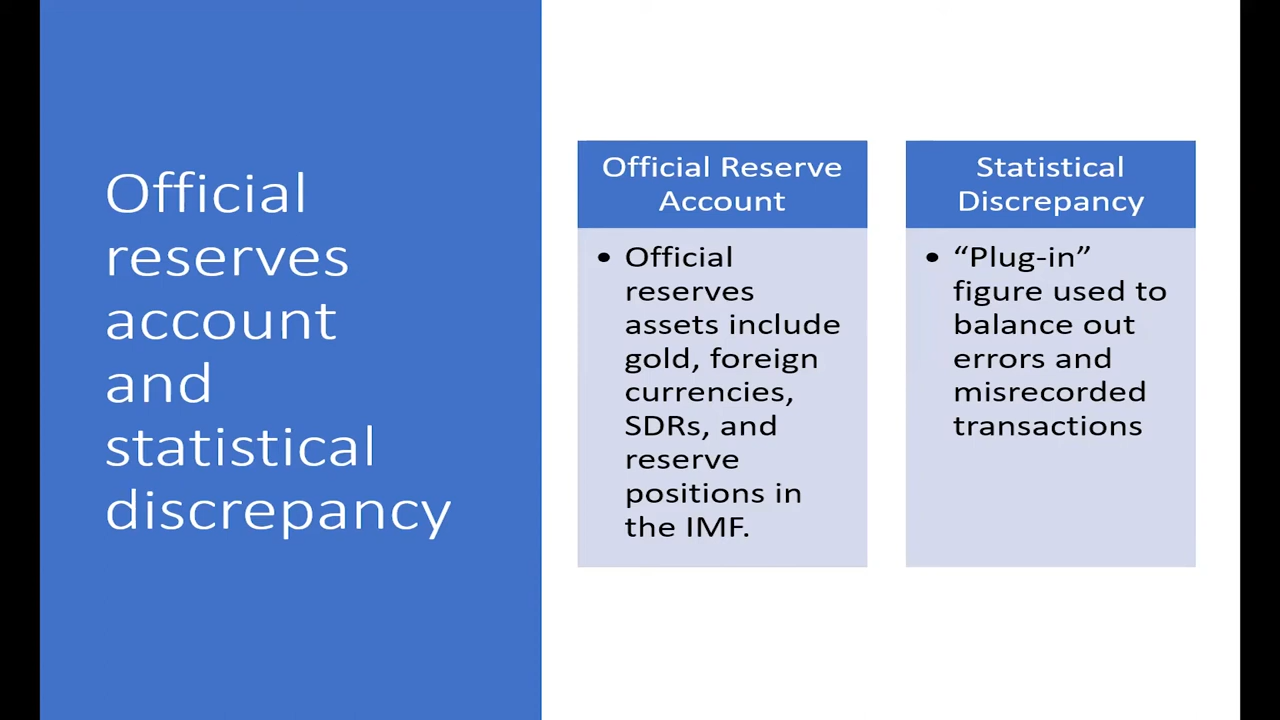 Official
reserves
account
and
statistical
discrepancy
Official Reserve
Account
• Official
reserves
assets include
gold, foreign
currencies,
SDRs, and
reserve
positions in
the IMF.
Statistical
Discrepancy
• “Plug-in”
figure used to
balance out
errors and
misrecorded
transactions